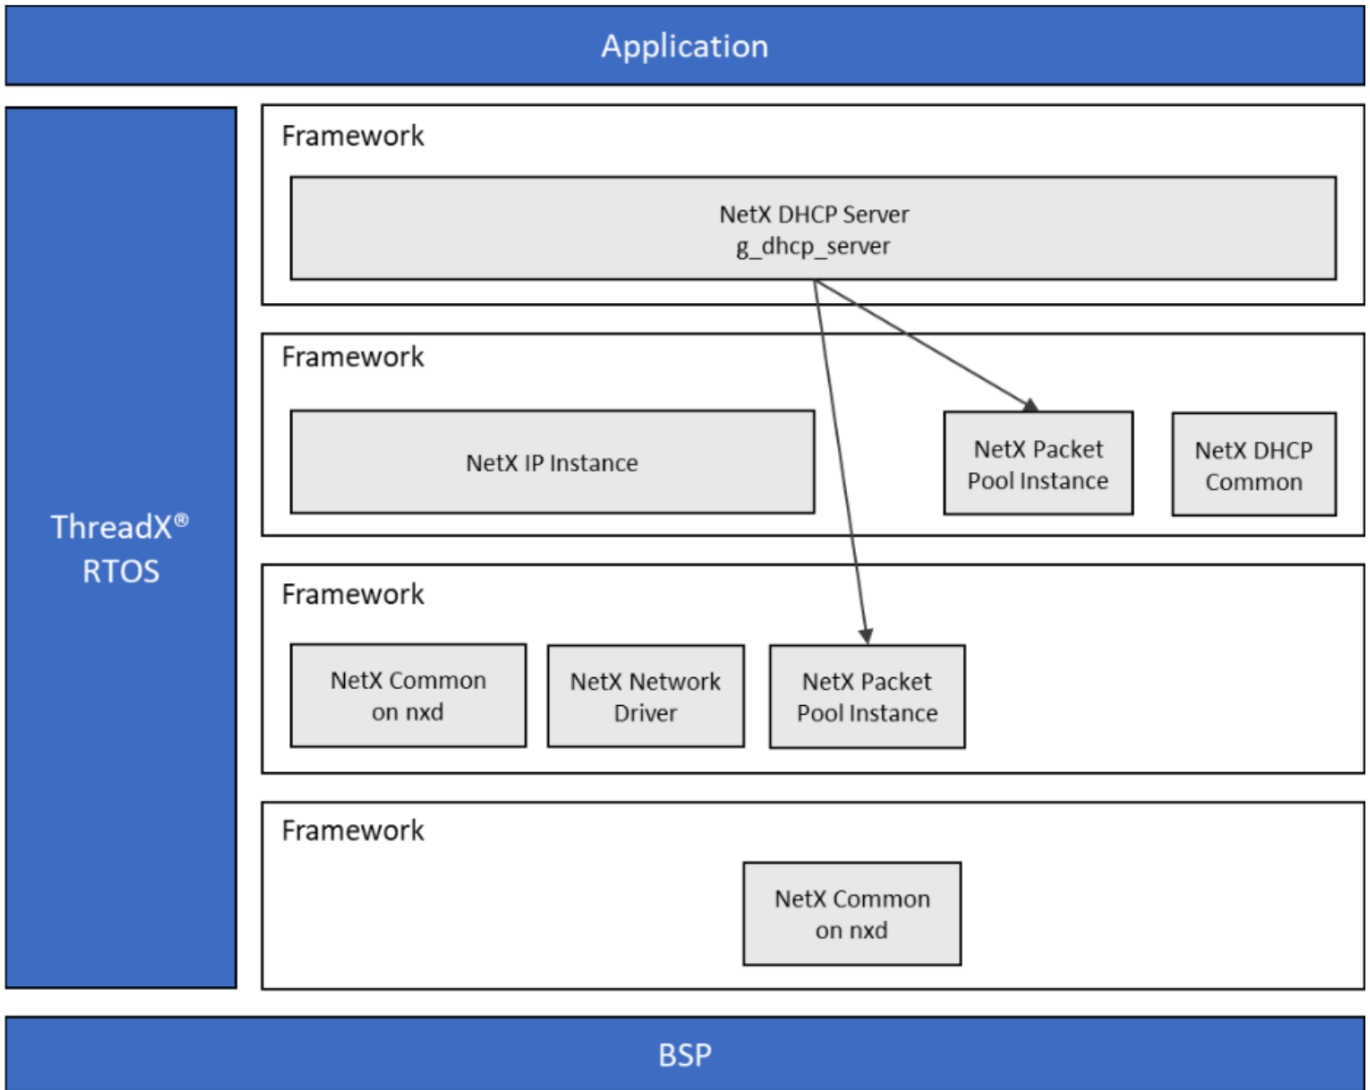 Application
ThreadX®
RTOS
Framework
NetX DHCP Server
g_dhcp_server
Framework
NetX IP Instance
NetX Packet
Pool Instance
NetX DHCP
Common
Framework
NetX Common
on nxd
NetX Network
Driver
NetX Packet
Pool Instance
Framework
NetX Common
on nxd
BSP